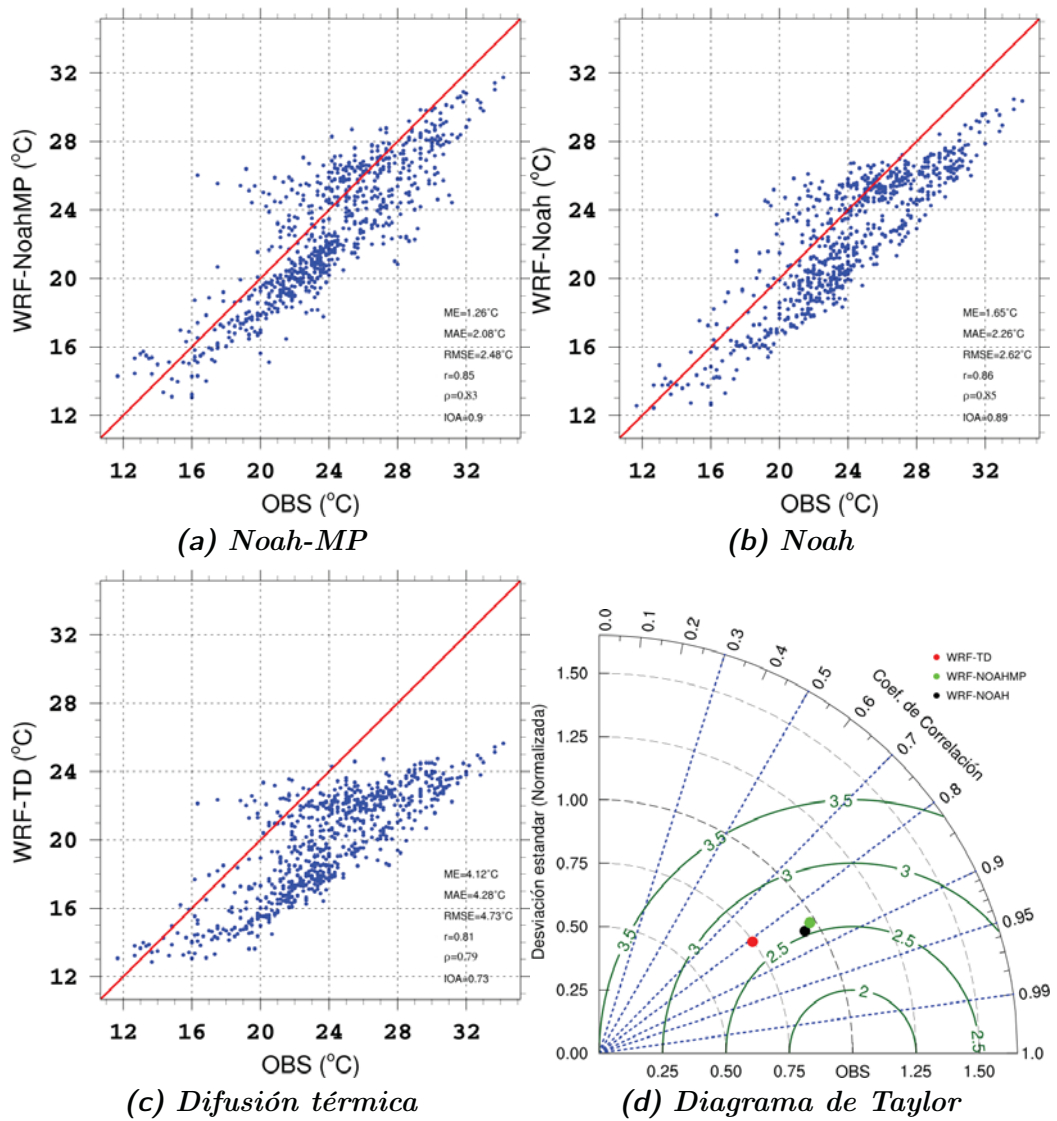 WRF-NoahMP (°C)
32
28
24
20
16
12
ME=1.26°C
MAE=2.08°C
RMSE=2.48°C
r=0.85
ρ=0.83
IOA=0.9
12 16 20 24 28 32
OBS (°C)
(a) Noah-MP
WRF-Noah (°C)
32
28
24
20
16
12
ME=1.65°C
MAE=2.26°C
RMSE=2.62°C
r=0.86
ρ=0.85
IOA=0.89
12 16 20 24 28 32
OBS (°C)
(b) Noah
WRF-TD (°C)
32
28
24
20
16
12
ME=4.12°C
MAE=4.28°C
RMSE=4.73°C
r=0.81
ρ=0.79
IOA=0.73
12 16 20 24 28 32
OBS (°C)
(c) Difusión térmica
Desviación estandar (Normalizada)
1.50
1.25
1.00
0.75
0.50
0.25
0.00
0.0 0.1 0.2 0.3 0.4 0.5 0.6 0.7 0.8 0.9 0.95 0.99 1.0
Coef. de Correlación
WRF-TD
WRF-NOAHMP
WRF-NOAH
3.5 3.5 3.5
3 3 3
2.5 2.5 2.5
2
0.25 0.50 0.75 OBS 1.25 1.50
(d) Diagrama de Taylor